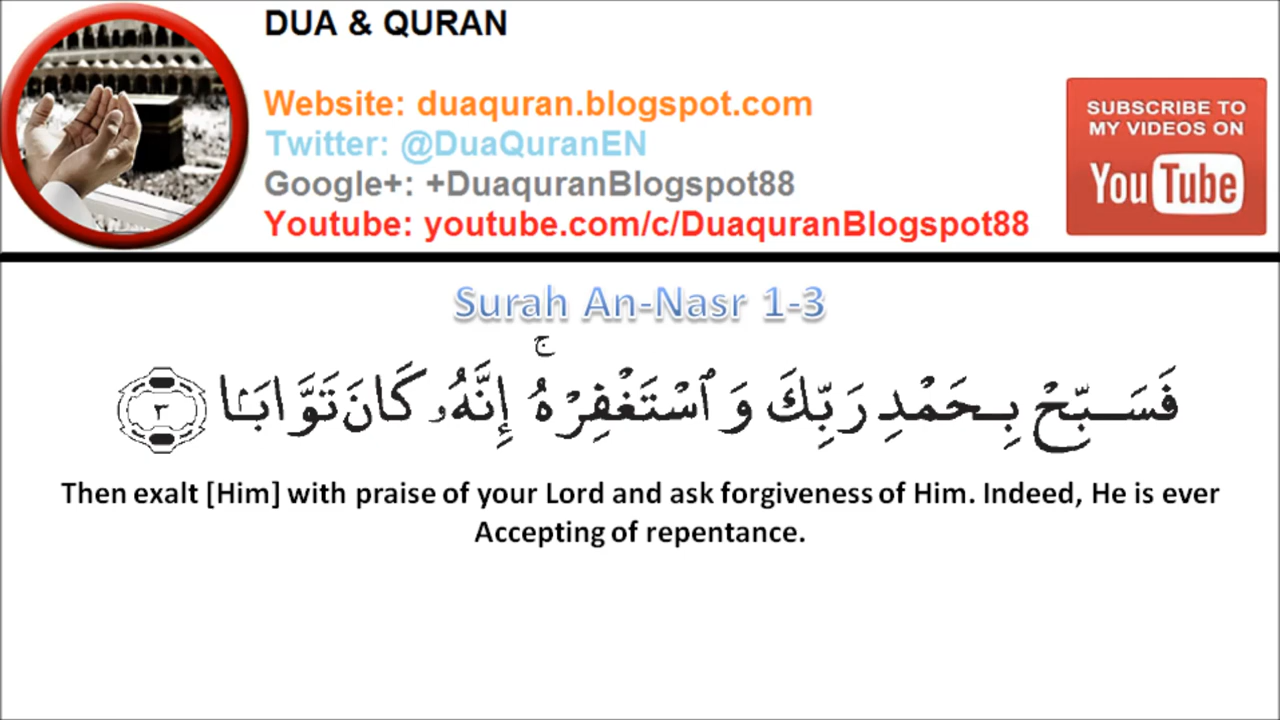 DUA & QURAN
Website: duaquran.blogspot.com
Twitter: @DuaQuranEN
Google+: +DuaquranBlogspot88
Youtube: youtube.com/c/DuaquranBlogspot88
SUBSCRIBE TO
MY VIDEOS ON
YouTube
Surah An-Nasr 1-3
فَسَبِّحْ بِحَمْدِ رَبِّكَ وَٱسْتَغْفِرْهُ ۚ إِنَّهُۥ كَانَ تَوَّابَۢا ٣
Then exalt [Him] with praise of your Lord and ask forgiveness of Him. Indeed, He is ever
Accepting of repentance.